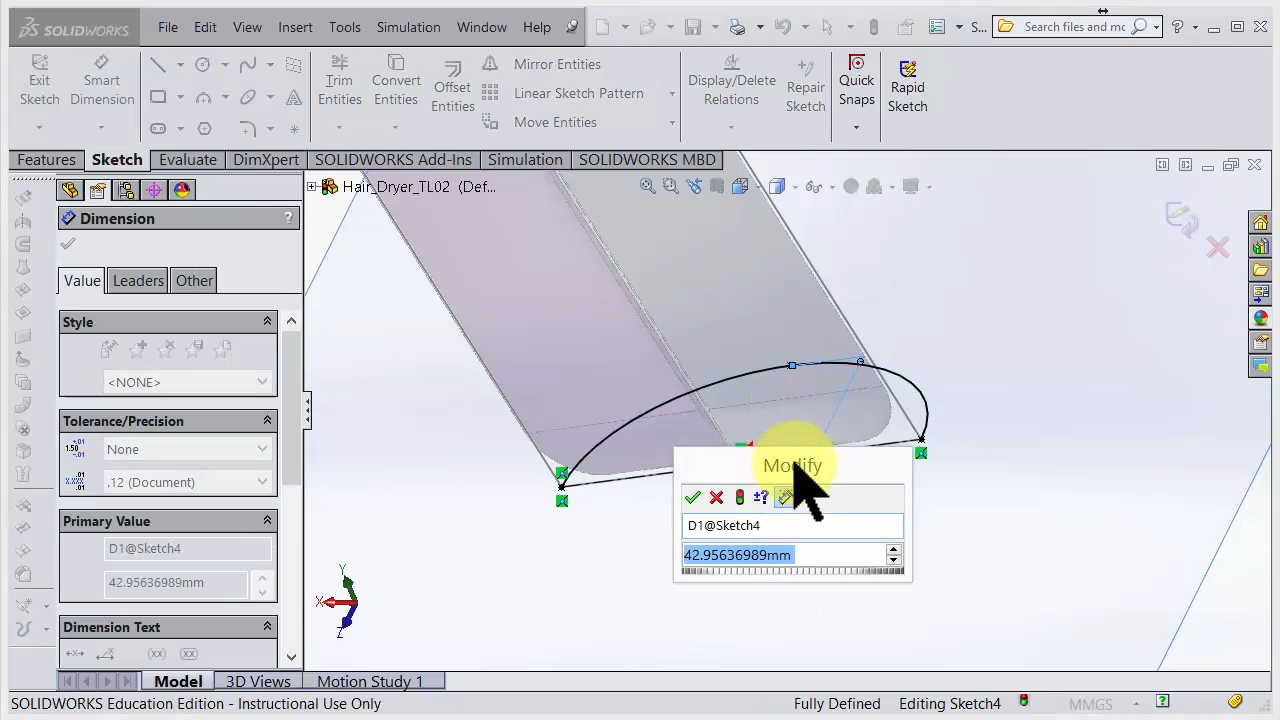 SOLIDWORKS File Edit View Insert Tools Simulation Window Help S... Search files and mc ?
Exit Sketch
Smart Dimension
Trim Entities
Convert Entities
Offset Entities
Mirror Entities
Linear Sketch Pattern
Move Entities
Display/Delete Relations
Repair Sketch
Quick Snaps
Rapid Sketch
Features Sketch Evaluate DimXpert SOLIDWORKS Add-Ins Simulation SOLIDWORKS MBD
Hair_Dryer_TL02 (Def...
Dimension ?
Value Leaders Other
Style
<NONE>
Tolerance/Precision
None
.12 (Document)
Primary Value
D1@Sketch4
42.95636989mm
Dimension Text
Modify
±?
D1@Sketch4
42.95636989mm
Y
X
Z
Model 3D Views Motion Study 1
SOLIDWORKS Education Edition - Instructional Use Only Fully Defined Editing Sketch4 MMGS ?